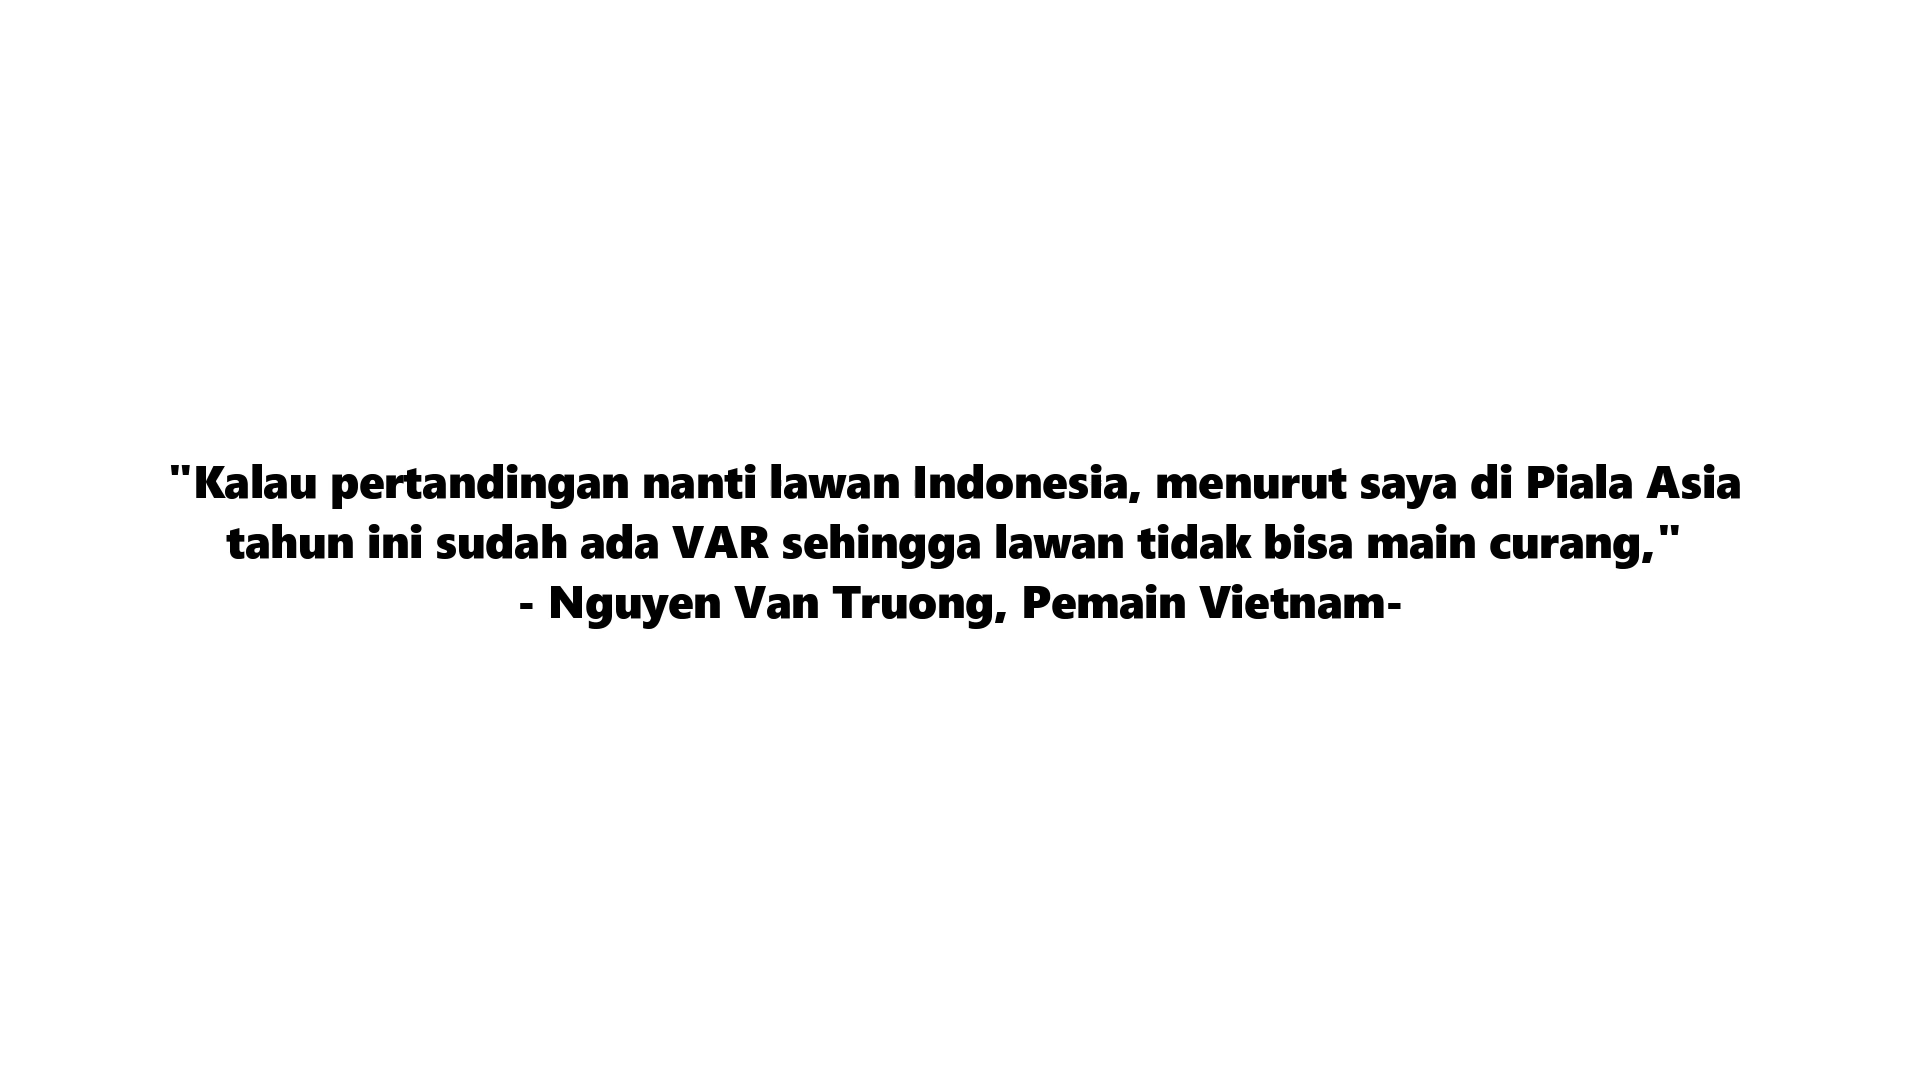 "Kalau pertandingan nanti lawan Indonesia, menurut saya di Piala Asia
tahun ini sudah ada VAR sehingga lawan tidak bisa main curang,"
- Nguyen Van Truong, Pemain Vietnam-